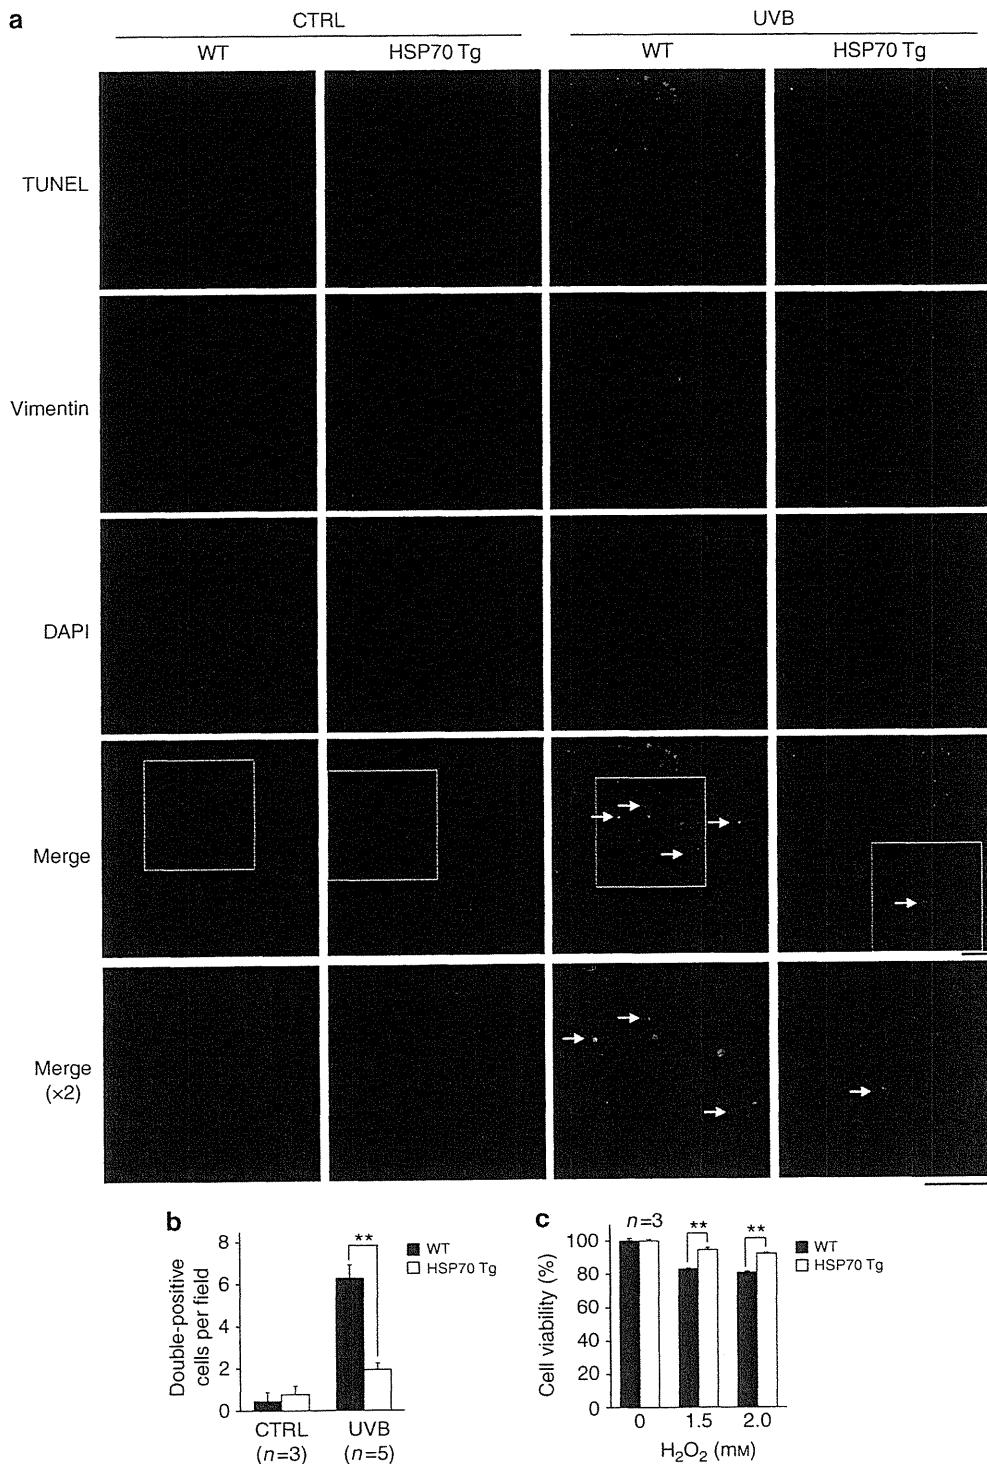 a
CTRL
UVB
WT
HSP70 Tg
WT
HSP70 Tg
TUNEL
Vimentin
DAPI
Merge
Merge
(×2)
b
8
6
4
2
0
Double-positive
cells per field
**
WT
HSP70 Tg
CTRL
(n=3)
UVB
(n=5)
c
100
80
60
40
20
0
Cell viability (%)
n=3
**
**
WT
HSP70 Tg
0
1.5
2.0
H₂O₂ (mM)